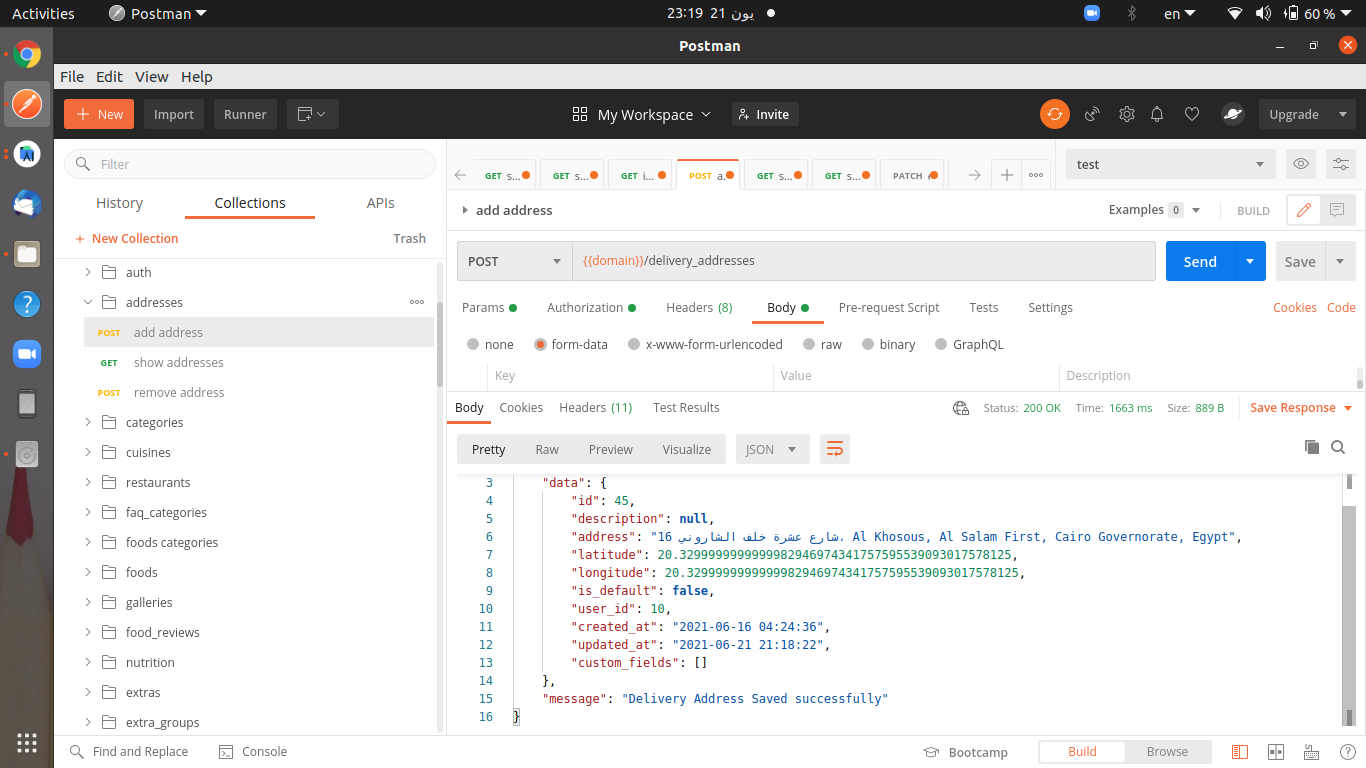 Activities Postman 23:19 21 يون en 60 %
Postman
File Edit View Help
+ New Import Runner My Workspace Invite Upgrade
Filter
GET s... GET s... GET i... POST a. GET s... GET s... PATCH test
History Collections APIs
add address Examples 0 BUILD
+ New Collection Trash
POST {{domain}}/delivery_addresses Send Save
auth
addresses
add address
POST
show addresses
GET
remove address
POST
categories
cuisines
restaurants
faq_categories
foods categories
foods
galleries
food_reviews
nutrition
extras
extra_groups
Params Authorization Headers (8) Body Pre-request Script Tests Settings Cookies Code
none form-data x-www-form-urlencoded raw binary GraphQL
Key Value Description
Body Cookies Headers (11) Test Results Status: 200 OK Time: 1663 ms Size: 889 B Save Response
Pretty Raw Preview Visualize JSON
3 "data": {
4 "id": 45,
5 "description": null,
6 "address": "16 شارع عشرة خلف الشاروني، Al Khosous, Al Salam First, Cairo Governorate, Egypt",
7 "latitude": 20.3299999999999982946974341757595539093017578125,
8 "longitude": 20.3299999999999982946974341757595539093017578125,
9 "is_default": false,
10 "user_id": 10,
11 "created_at": "2021-06-16 04:24:36",
12 "updated_at": "2021-06-21 21:18:22",
13 "custom_fields": []
14 },
15 "message": "Delivery Address Saved successfully"
16 }
Find and Replace Console Bootcamp Build Browse